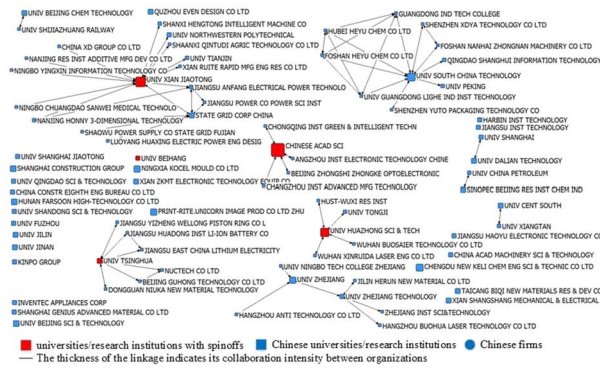 UNIV BEIJING CHEM TECHNOLOGY
QUZHOU EVEN DESIGN CO LTD
GUANGDONG IND TECH COLLEGE
UNIV SHIJIAZHUANG RAILWAY
SHANXI HENGTONG INTELLIGENT MACHINE CO
SHENZHEN XDYA TECHNOLOGY CO LTD
UNIV NORTHWESTERN POLYTECHNICAL
HUBEI HEYU CHEM CO LTD
CHINA XD GROUP CO LTD
SHAANXI QINTUDI AGRIC TECHNOLOGY CO LTD
FOSHAN NANHAI ZHONGNAN MACHINERY CO LTD
NANJING RES INST ADDITIVE MFG DEV CO LTD
UNIV TIANJIN
FOSHAN HEYU CHEM CO LTD
QINGDAO SHANGHUI INFORMATION TECHNOLOGY
NINGBO YINGXIN INFORMATION TECHNOLOGY CO
XIAN RUITE RAPID MFG ENG RES CO LTD
UNIV XIAN JIAOTONG
UNIV SOUTH CHINA TECHNOLOGY
JIANGSU ANFANG ELECTRICAL POWER TECHNOLO
UNIV PEKING
UNIV GUANGDONG LIGHE IND INST TECHNOLOGY
NINGBO CHUANGDAO SANWEI MEDICAL TECHNOLO
JIANGSU POWER CO POWER SCI INST
STATE GRID CORP CHINA
SHENZHEN YUTO PACKAGING TECHNOLOGY CO
NANJING HONNY 3-DIMENSIONAL TECHNOLOGY
HARBIN INST TECHNOLOGY
CHONGQING INST GREEN & INTELLIGENT TECHN
JIANGSU INST TECHNOLOGY
SHAOWU POWER SUPPLY CO STATE GRID FUJIAN
UNIV SHANGHAI
LUOYANG HUAXING ELECTRIC POWER ENG DESIG
CHINESE ACAD SCI
UNIV SHANGHAI JIAOTONG
UNIV BEIHANG
ANGZHOU INST ELECTRONIC TECHNOLOGY CHINE
UNIV DALIAN TECHNOLOGY
SHANGHAI CONSTRUCTION GROUP
NINGXIA KOCEL MOULD CO LTD
BEIJING ZHONGSHI ZHONGKE OPTOELECTRONIC
UNIV CHINA PETROLEUM
UNIV QINGDAO SCI & TECHNOLOGY
XIAN ZKMT ELECTRONIC TECHNOLOGY
CHANGZHOU INST ADVANCED MFG TECHNOLOGY
SINOPEC BEIJING RES INST CHEM IND
CHINA CONSTR EIGHTH ENG BUREAU CO LTD
HUNAN FARSOON HIGH-TECHNOLOGY CO LTD
HUST-WUXI RES INST
UNIV CENT SOUTH
UNIV SHANDONG SCI & TECHNOLOGY
PRINT-RITE.UNICORN IMAGE PROD CO LTD ZHU
UNIV TONGJI
UNIV FUZHOU
JIANGSU YIZHENG WELLONG PISTON RING CO L
UNIV XIANGTAN
UNIV JILIN
JIANGSU HUADONG INST LI-ION BATTERY CO
UNIV HUAZHONG SCI & TECH
JIANGSU HAOYU ELECTRONIC TECHNOLOGY CO
UNIV JINAN
JIANGSU EAST CHINA LITHIUM ELECTRICITY
WUHAN BUOSAIER TECHNOLOGY CO LTD
CHINA ACAD MACHINERY SCI & TECHNOLOGY
KINPO GROUP
UNIV TSINGHUA
WUHAN XINRUIDA LASER ENG CO LTD
CHENGDU NEW KELI CHEM ENG SCI & TECHNIC CO LTD
NUCTECH CO LTD
UNIV NINGBO TECH COLLEGE ZHEJIANG
BEIJING GUHONG TECHNOLOGY CO LTD
UNIV ZHEJIANG
JILIN HERUN NEW MATERIAL CO LTD
DONGGUAN NIUKA NEW MATERIAL TECHNOLOGY
TAICANG BIQI NEW MATERIALS RES & DEV CO
UNIV ZHEJIANG TECHNOLOGY
XIAN SHANGSHANG MECHANICAL & ELECTRICAL
INVENTEC APPLIANCES CORP
SHANGHAI GENIUS ADVANCED MATERIAL CO LTD
HANGZHOU ANTI TECHNOLOGY CO LTD
ZHEJIANG INST SCI&TECHNOLOGY
UNIV BEIJING SCI & TECHNOLOGY
HANGZHOU BUOHUA LASER TECHNOLOGY CO LTD
universities/research institutions with spinoffs
Chinese universities/research institutions
Chinese firms
The thickness of the linkage indicates its collaboration intensity between organizations